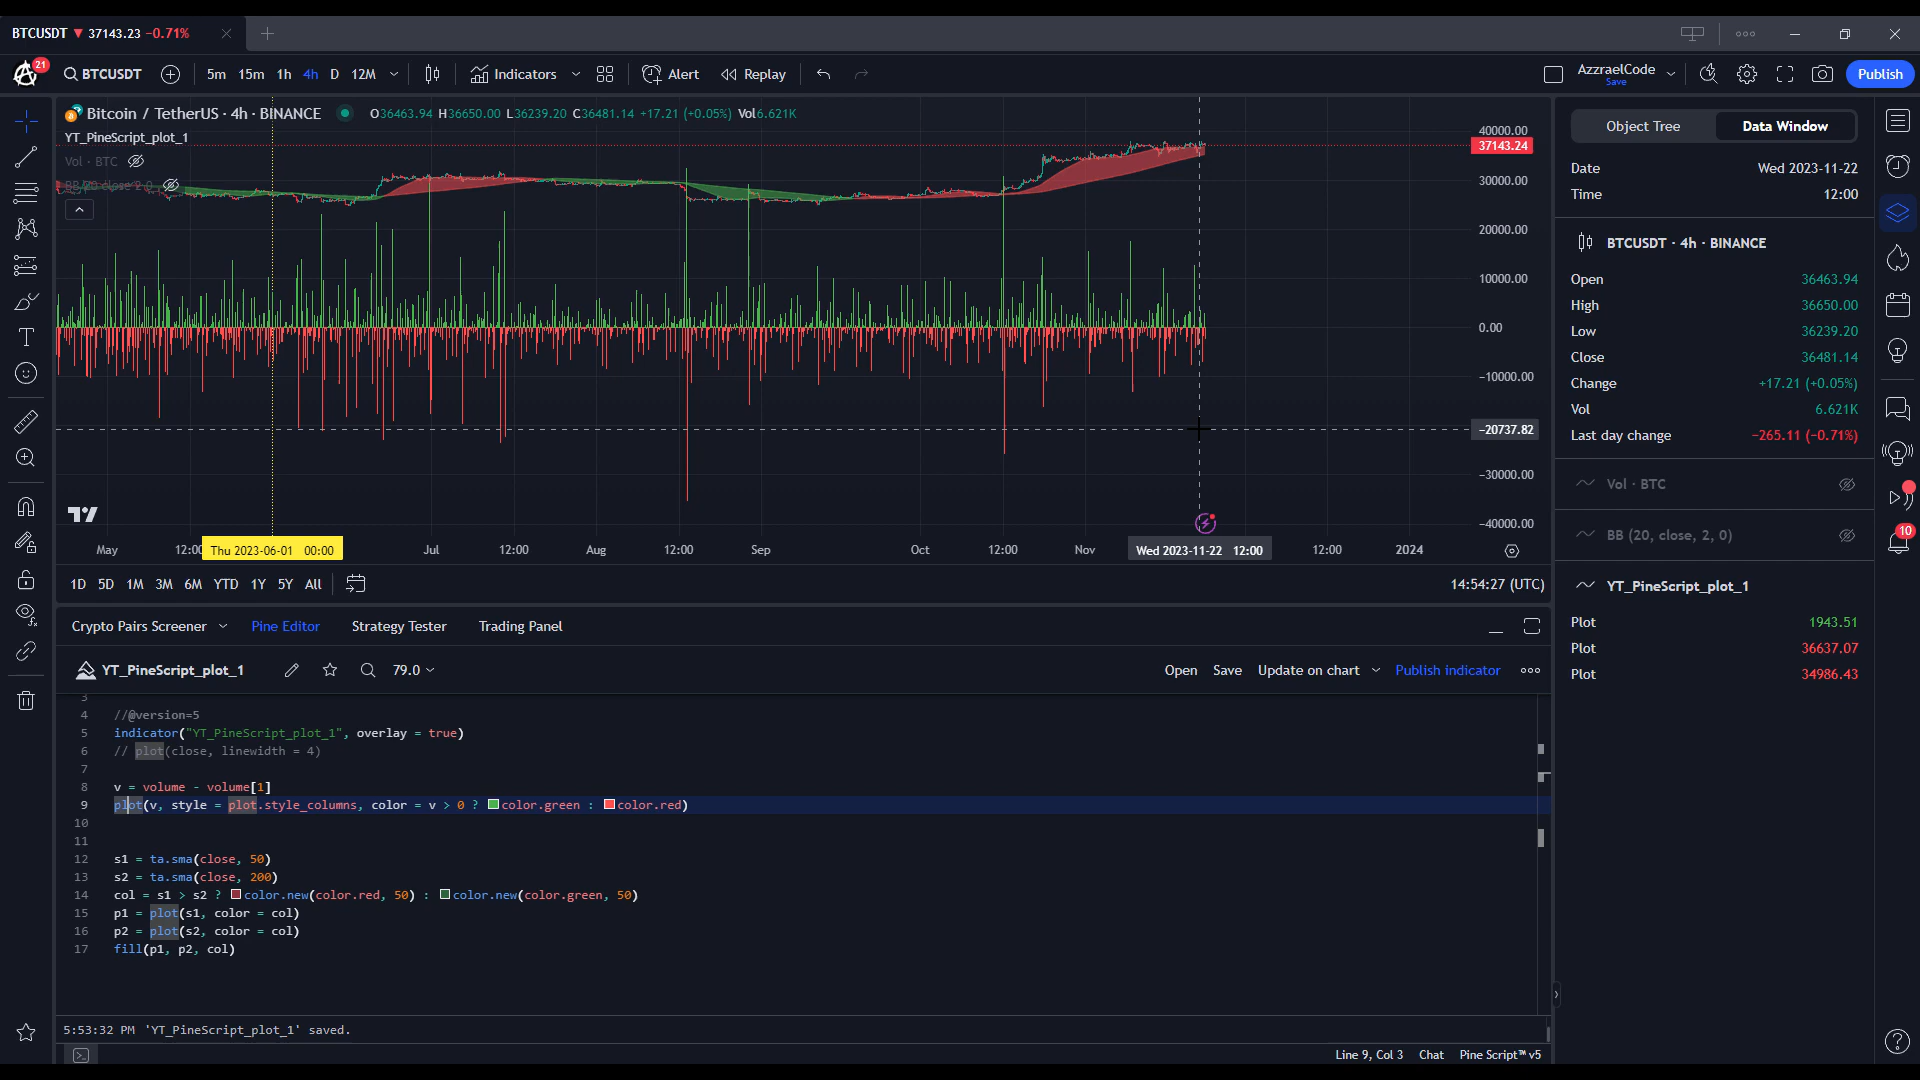 BTCUSDT ▼ 37143.23 −0.71%
21
BTCUSDT 5m 15m 1h 4h D 12M Indicators Alert Replay AzzraelCode Save Publish
Bitcoin / TetherUS · 4h · BINANCE O36463.94 H36650.00 L36239.20 C36481.14 +17.21 (+0.05%) Vol6.621K
YT_PineScript_plot_1
Vol · BTC
BB 20 close 2 0
40000.00
37143.24
30000.00
20000.00
10000.00
0.00
−10000.00
−20737.82
−30000.00
−40000.00
May 12:00 Thu 2023-06-01 00:00 Jul 12:00 Aug 12:00 Sep Oct 12:00 Nov Wed 2023-11-22 12:00 12:00 2024
1D 5D 1M 3M 6M YTD 1Y 5Y All 14:54:27 (UTC)
Crypto Pairs Screener Pine Editor Strategy Tester Trading Panel
YT_PineScript_plot_1 79.0 Open Save Update on chart Publish indicator
3
4 //@version=5
5 indicator("YT_PineScript_plot_1", overlay = true)
6 // plot(close, linewidth = 4)
7
8 v = volume - volume[1]
9 plot(v, style = plot.style_columns, color = v > 0 ? color.green : color.red)
10
11
12 s1 = ta.sma(close, 50)
13 s2 = ta.sma(close, 200)
14 col = s1 > s2 ? color.new(color.red, 50) : color.new(color.green, 50)
15 p1 = plot(s1, color = col)
16 p2 = plot(s2, color = col)
17 fill(p1, p2, col)
5:53:32 PM 'YT_PineScript_plot_1' saved.
Line 9, Col 3 Chat Pine Script™ v5
Object Tree Data Window
Date Wed 2023-11-22
Time 12:00
BTCUSDT · 4h · BINANCE
Open 36463.94
High 36650.00
Low 36239.20
Close 36481.14
Change +17.21 (+0.05%)
Vol 6.621K
Last day change −265.11 (−0.71%)
Vol · BTC
BB (20, close, 2, 0)
YT_PineScript_plot_1
Plot 1943.51
Plot 36637.07
Plot 34986.43
10